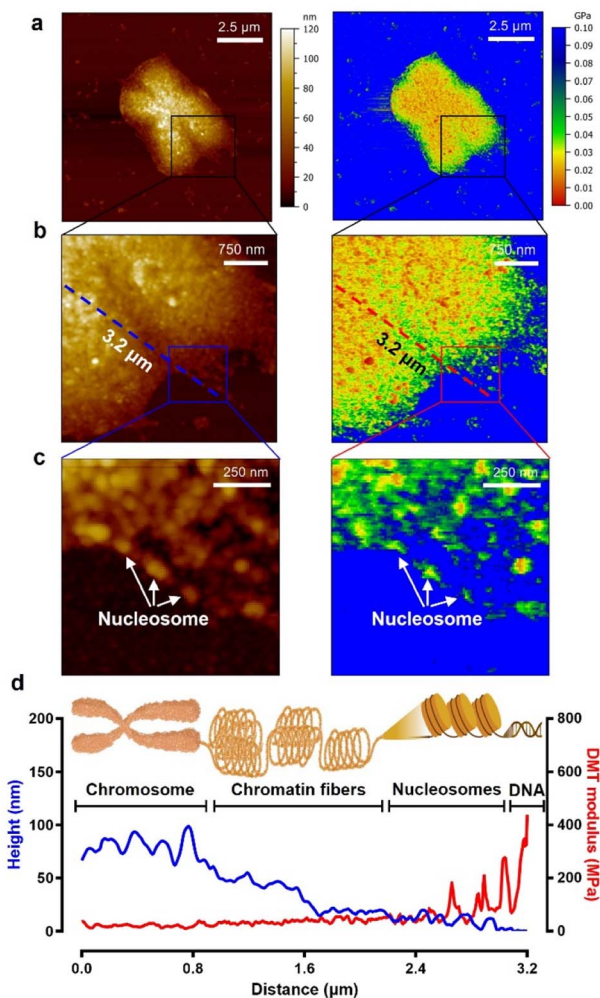 a
2.5 µm
nm
120
100
80
60
40
20
0
2.5 µm
GPa
0.10
0.09
0.08
0.07
0.06
0.05
0.04
0.03
0.02
0.01
0.00
b
750 nm
3.2 µm
750 nm
3.2 µm
c
250 nm
Nucleosome
250 nm
Nucleosome
d
200
150
100
50
0
Height (nm)
Chromosome
Chromatin fibers
Nucleosomes
DNA
800
600
400
200
0
DMT modulus (MPa)
0.0
0.8
1.6
2.4
3.2
Distance (µm)